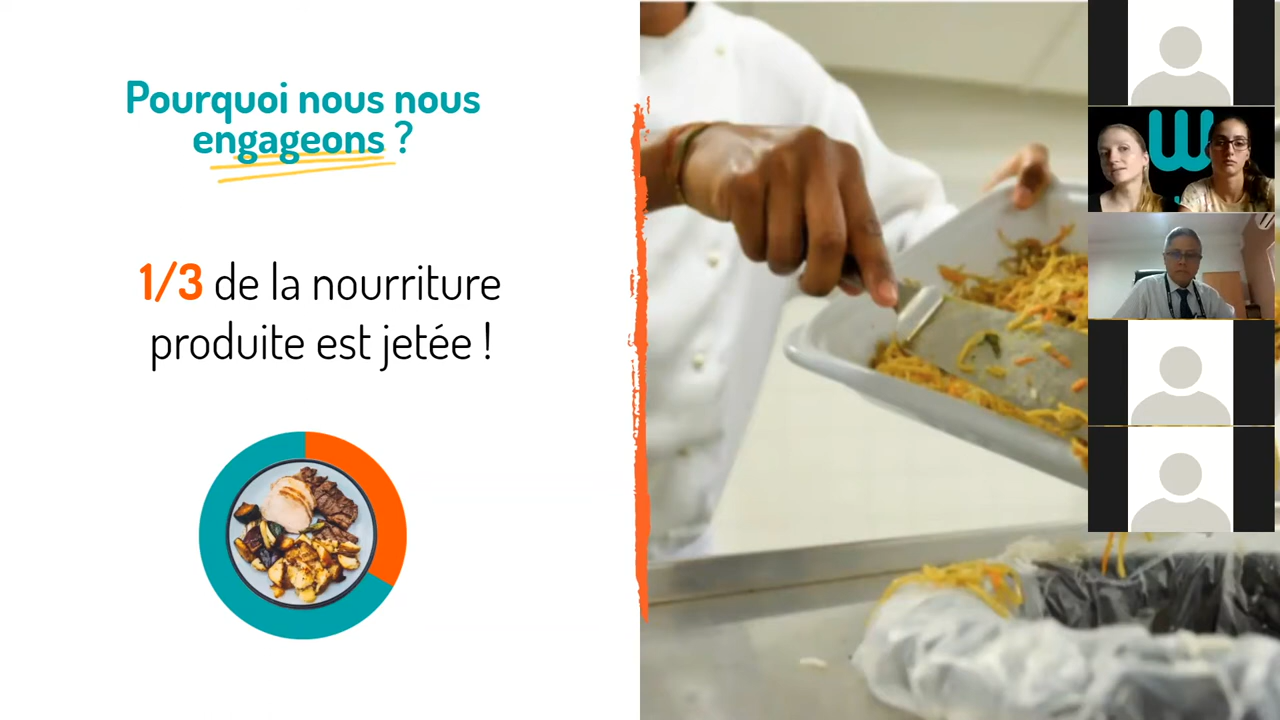 Pourquoi nous nous
engageons ?
1/3 de la nourriture
produite est jetée !
W